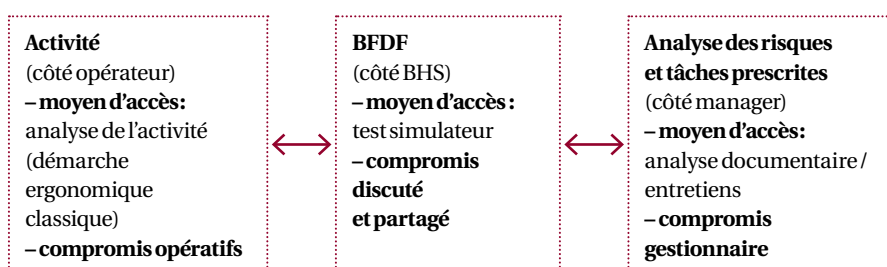 Activité
(côté opérateur)
– moyen d’accès:
analyse de l’activité
(démarche
ergonomique
classique)
– compromis opératifs
BFDF
(côté BHS)
– moyen d’accès :
test simulateur
– compromis
discuté
et partagé
Analyse des risques
et tâches prescrites
(côté manager)
– moyen d’accès:
analyse documentaire /
entretiens
– compromis
gestionnaire